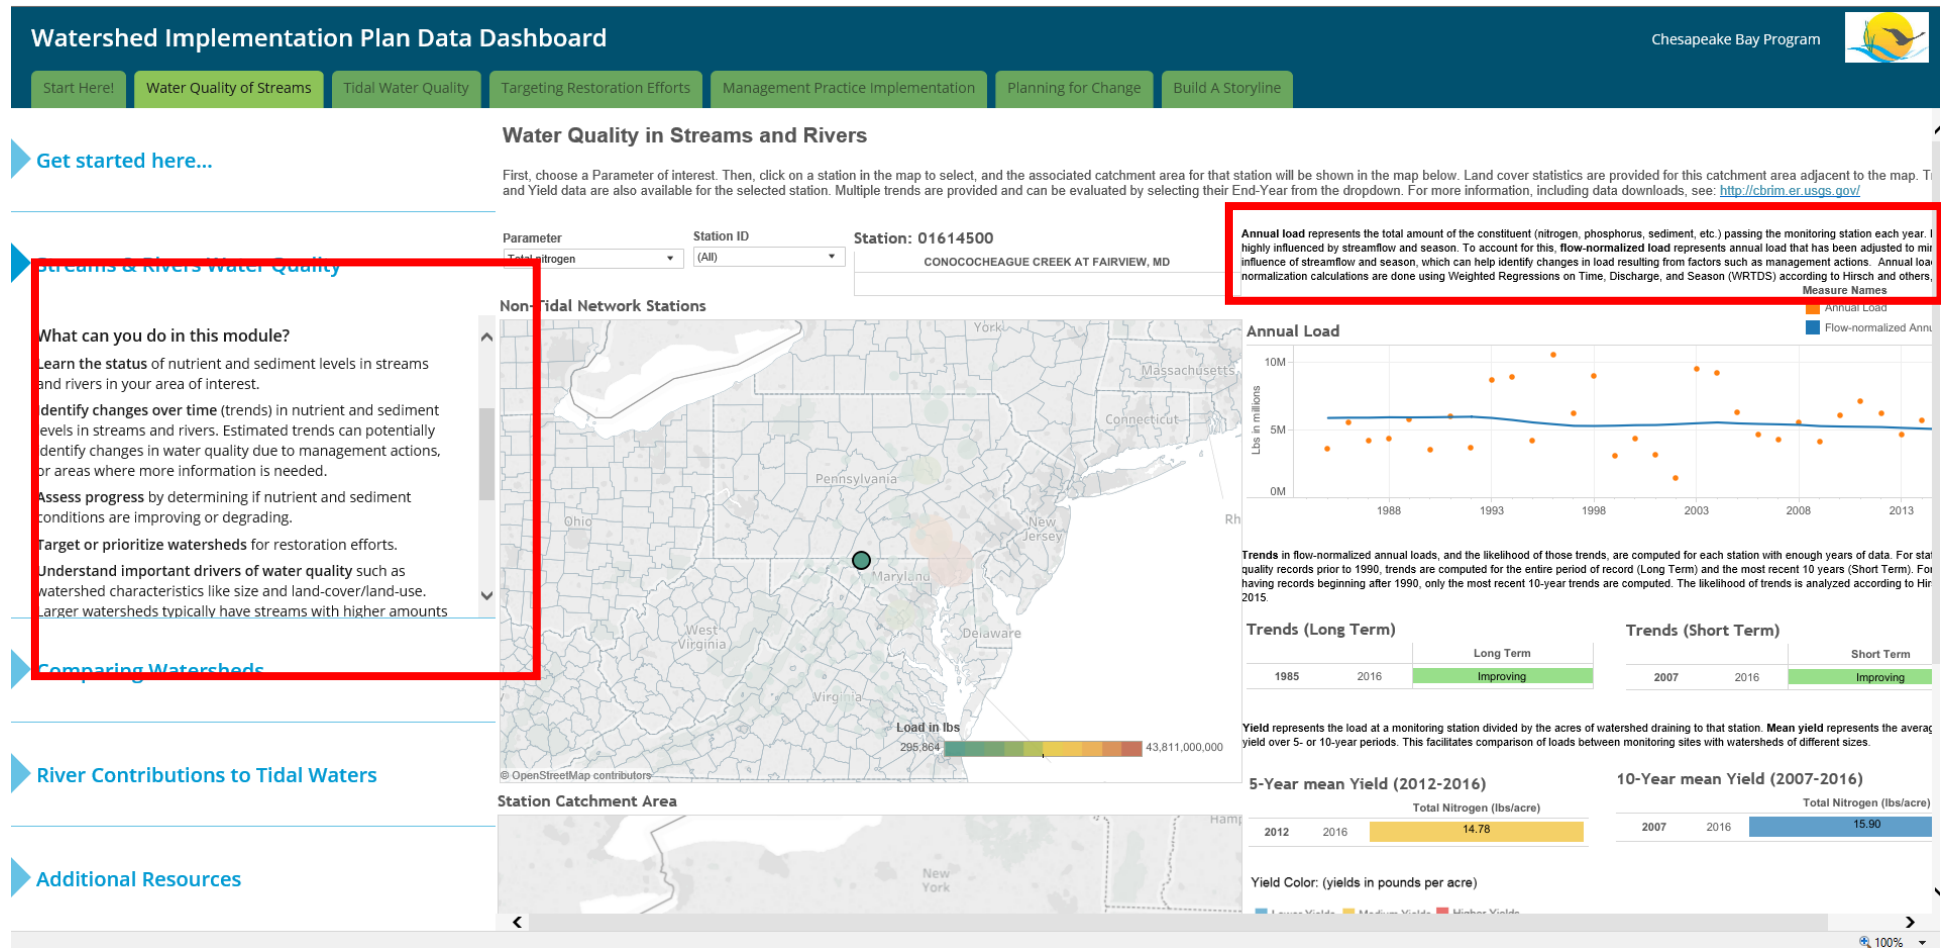 Watershed Implementation Plan Data Dashboard
Chesapeake Bay Program
Start Here!
Water Quality of Streams
Tidal Water Quality
Targeting Restoration Efforts
Management Practice Implementation
Planning for Change
Build A Storyline
Get started here...
Streams & Rivers Water Quality
What can you do in this module?
Learn the status of nutrient and sediment levels in streams
and rivers in your area of interest.
Identify changes over time (trends) in nutrient and sediment
levels in streams and rivers. Estimated trends can potentially
identify changes in water quality due to management actions,
or areas where more information is needed.
Assess progress by determining if nutrient and sediment
conditions are improving or degrading.
Target or prioritize watersheds for restoration efforts.
Understand important drivers of water quality such as
watershed characteristics like size and land-cover/land-use.
Larger watersheds typically have streams with higher amounts
Comparing Watersheds
River Contributions to Tidal Waters
Additional Resources
Water Quality in Streams and Rivers
First, choose a Parameter of interest. Then, click on a station in the map to select, and the associated catchment area for that station will be shown in the map below. Land cover statistics are provided for this catchment area adjacent to the map. T
and Yield data are also available for the selected station. Multiple trends are provided and can be evaluated by selecting their End-Year from the dropdown. For more information, including data downloads, see: http://cbrim.er.usgs.gov/
Parameter
Total nitrogen
Station ID
(All)
Station: 01614500
CONOCOCHEAGUE CREEK AT FAIRVIEW, MD
Non-Tidal Network Stations
York
Massachusetts
Connecticut
Pennsylvania
Ohio
New
Jersey
Rh
Maryland
West
Virginia
Delaware
Virginia
Load in lbs
295,864
43,811,000,000
© OpenStreetMap contributors
Station Catchment Area
Hamp
New
York
Annual load represents the total amount of the constituent (nitrogen, phosphorus, sediment, etc.) passing the monitoring station each year.
highly influenced by streamflow and season. To account for this, flow-normalized load represents annual load that has been adjusted to mi
influence of streamflow and season, which can help identify changes in load resulting from factors such as management actions. Annual loa
normalization calculations are done using Weighted Regressions on Time, Discharge, and Season (WRTDS) according to Hirsch and others,
Measure Names
Annual Load
Flow-normalized Annu
Annual Load
Lbs in millions
10M
5M
0M
1988
1993
1998
2003
2008
2013
Trends in flow-normalized annual loads, and the likelihood of those trends, are computed for each station with enough years of data. For stat
quality records prior to 1990, trends are computed for the entire period of record (Long Term) and the most recent 10 years (Short Term). For
having records beginning after 1990, only the most recent 10-year trends are computed. The likelihood of trends is analyzed according to Hir
2015.
Trends (Long Term)
Long Term
1985 2016 Improving
Trends (Short Term)
Short Term
2007 2016 Improving
Yield represents the load at a monitoring station divided by the acres of watershed draining to that station. Mean yield represents the averag
yield over 5- or 10-year periods. This facilitates comparison of loads between monitoring sites with watersheds of different sizes.
5-Year mean Yield (2012-2016)
Total Nitrogen (lbs/acre)
2012 2016 14.78
10-Year mean Yield (2007-2016)
Total Nitrogen (lbs/acre)
2007 2016 15.90
Yield Color: (yields in pounds per acre)
Lower Yields Medium Yields Higher Yields
100%